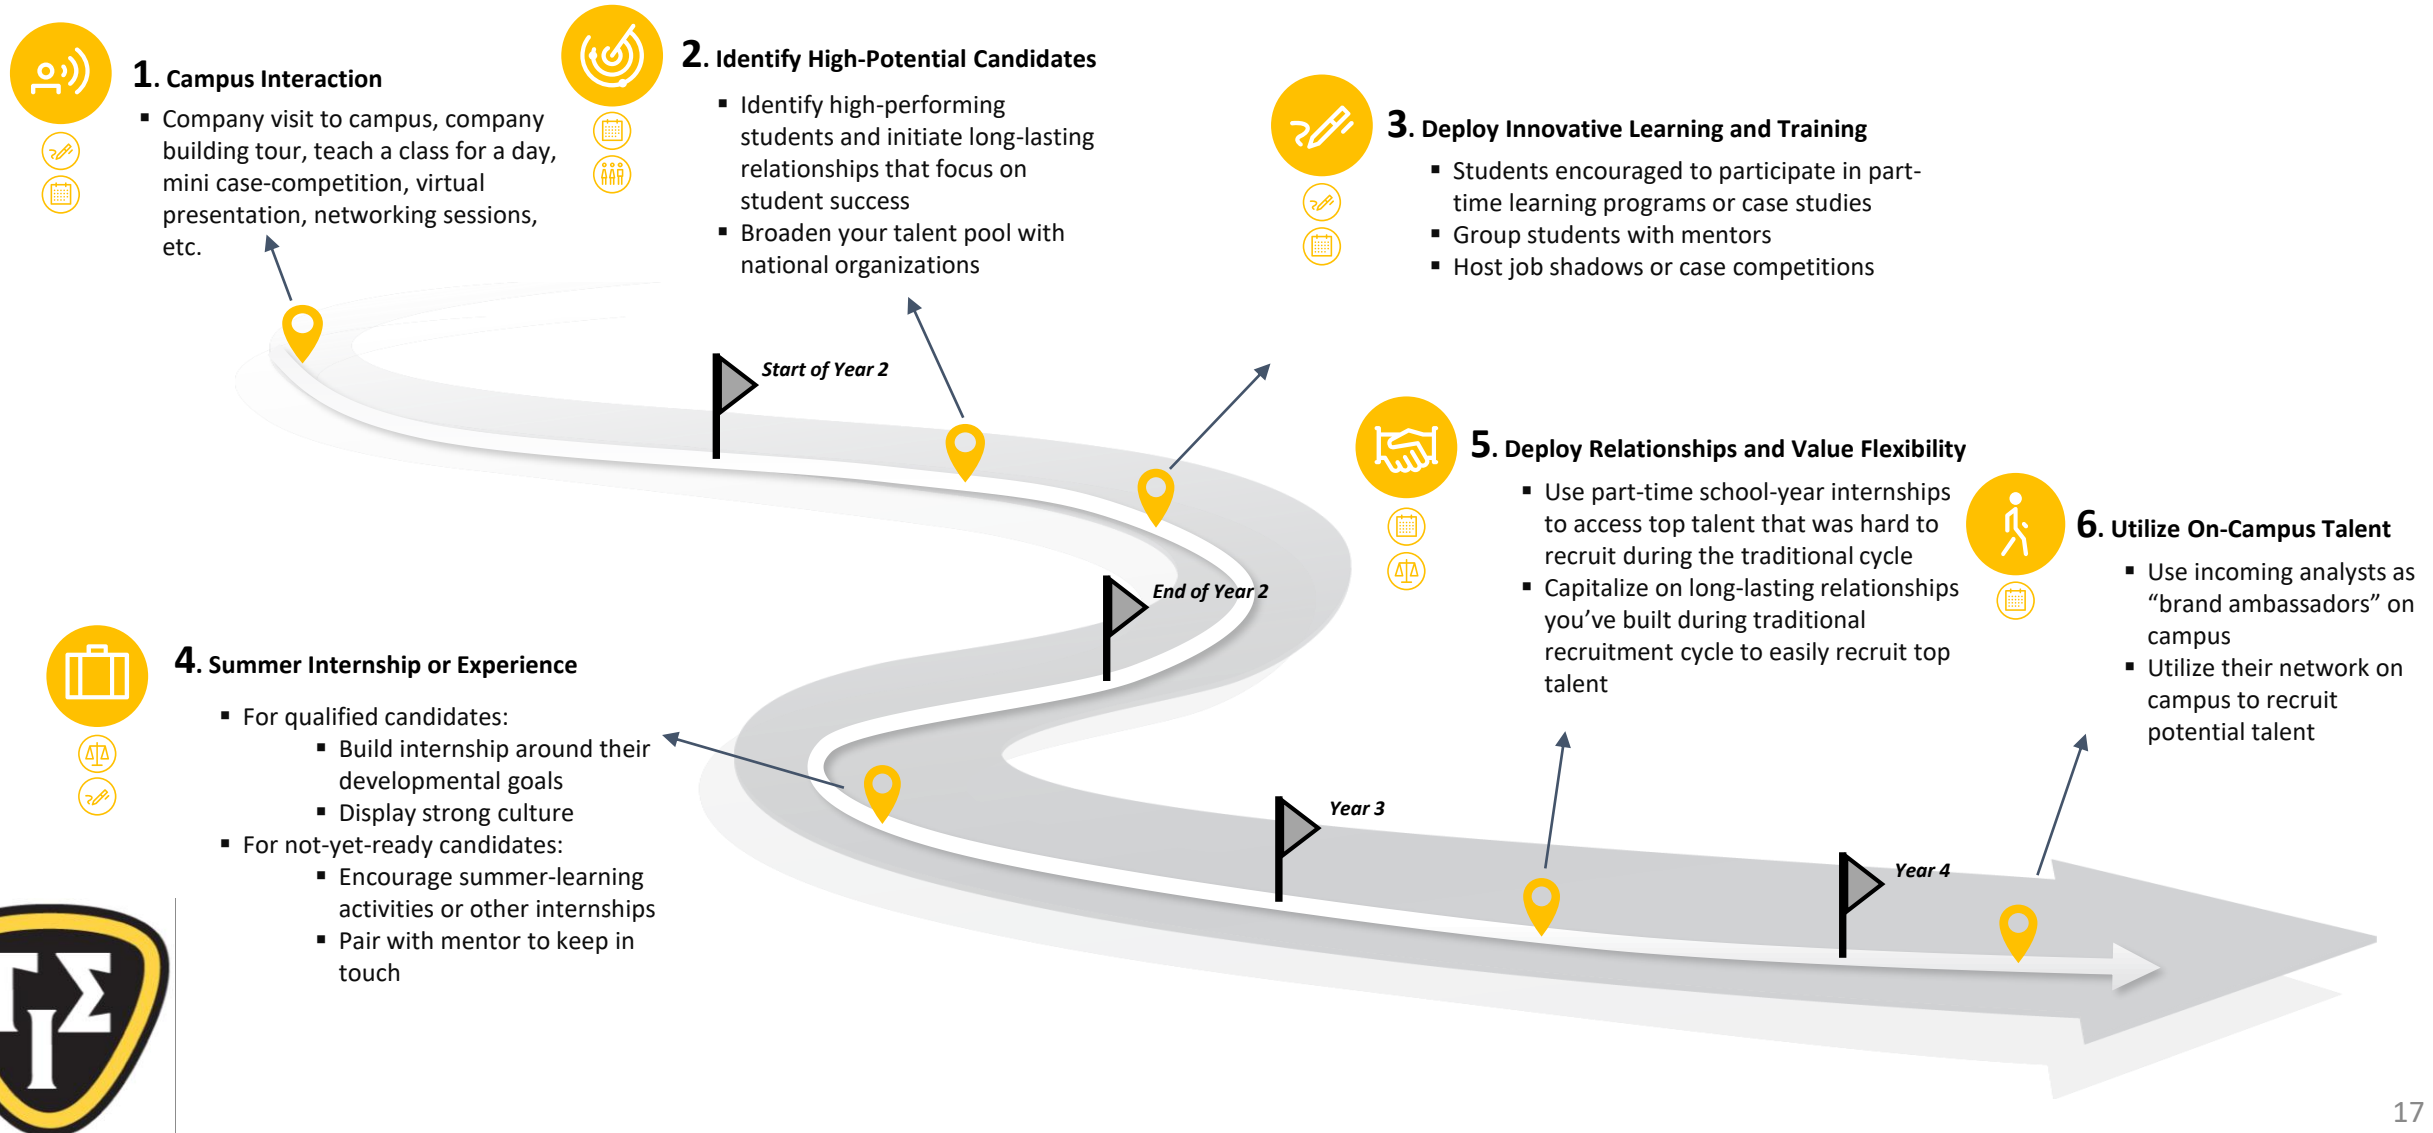 1. Campus Interaction
▪ Company visit to campus, company
building tour, teach a class for a day,
mini case-competition, virtual
presentation, networking sessions,
etc.
2. Identify High-Potential Candidates
▪ Identify high-performing
students and initiate long-lasting
relationships that focus on
student success
▪ Broaden your talent pool with
national organizations
3. Deploy Innovative Learning and Training
▪ Students encouraged to participate in part-
time learning programs or case studies
▪ Group students with mentors
▪ Host job shadows or case competitions
Start of Year 2
End of Year 2
4. Summer Internship or Experience
▪ For qualified candidates:
▪ Build internship around their
developmental goals
▪ Display strong culture
▪ For not-yet-ready candidates:
▪ Encourage summer-learning
activities or other internships
▪ Pair with mentor to keep in
touch
5. Deploy Relationships and Value Flexibility
▪ Use part-time school-year internships
to access top talent that was hard to
recruit during the traditional cycle
▪ Capitalize on long-lasting relationships
you’ve built during traditional
recruitment cycle to easily recruit top
talent
6. Utilize On-Campus Talent
▪ Use incoming analysts as
“brand ambassadors” on
campus
▪ Utilize their network on
campus to recruit
potential talent
Year 3
Year 4
ΓΙΣ
17